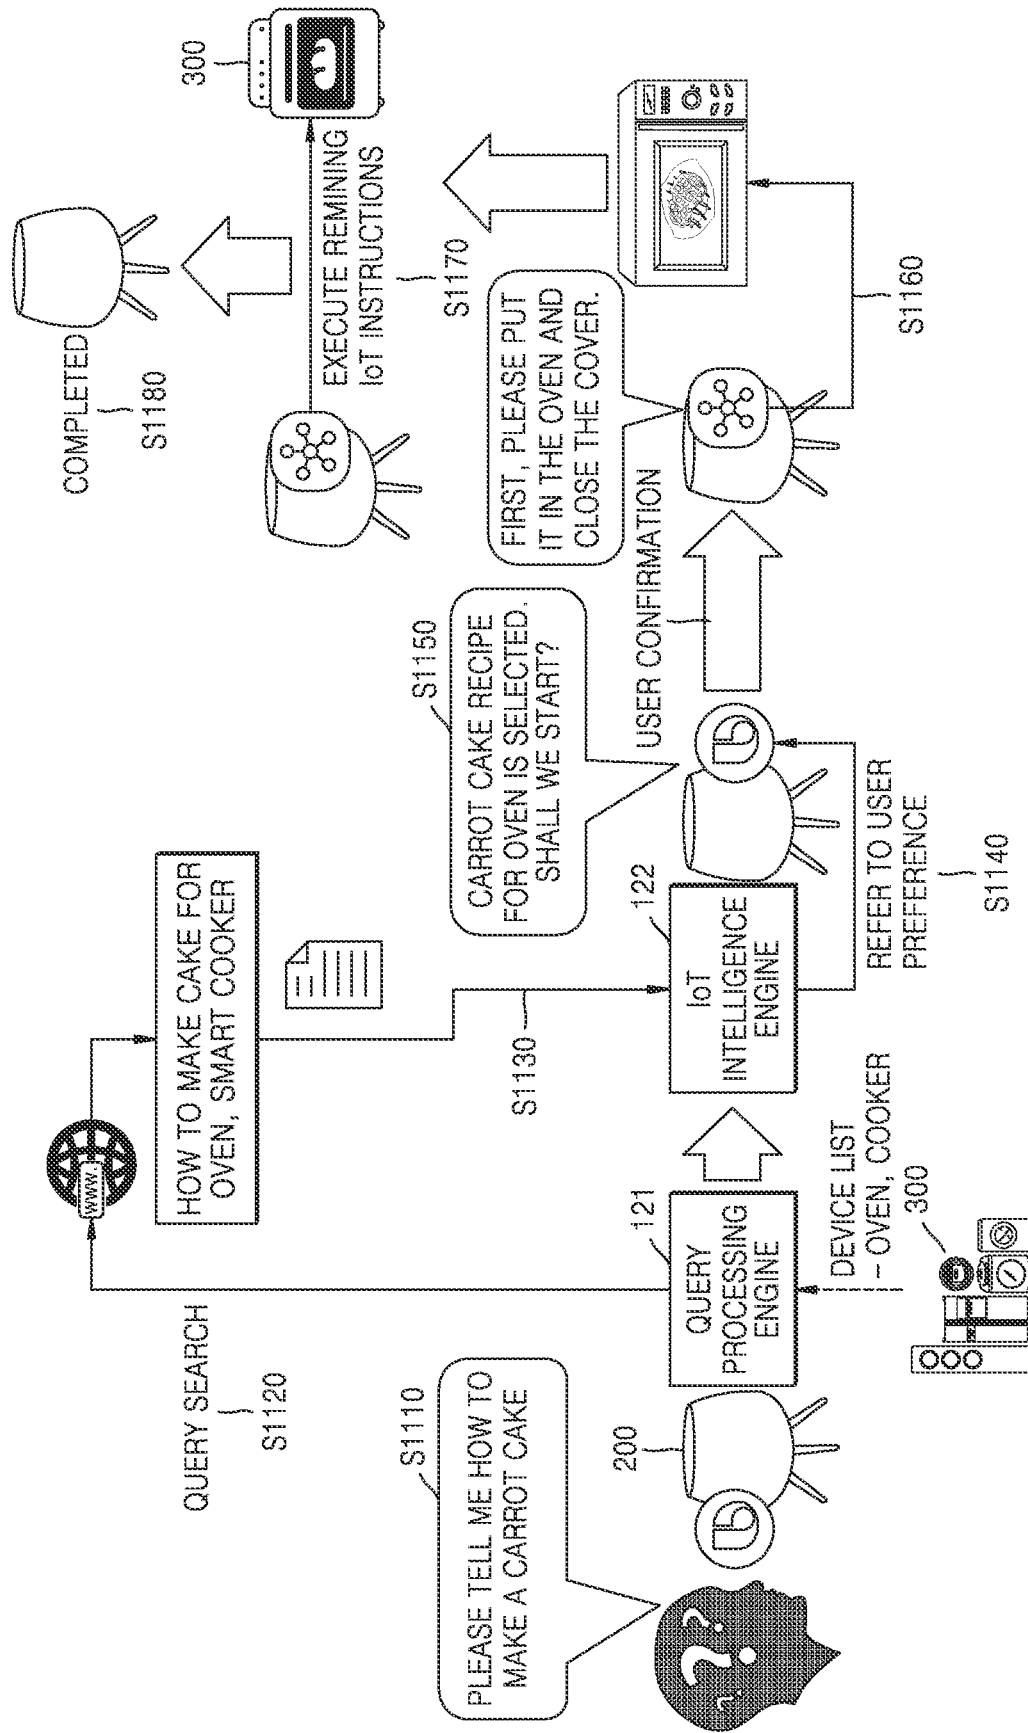 PLEASE TELL ME HOW TO
MAKE A CARROT CAKE
S1110
200
QUERY SEARCH
S1120
WWW.
HOW TO MAKE CAKE FOR
OVEN, SMART COOKER
S1130
121
QUERY
PROCESSING
ENGINE
DEVICE LIST
- OVEN, COOKER
300
122
IoT
INTELLIGENCE
ENGINE
REFER TO USER
PREFERENCE
S1140
CARROT CAKE RECIPE
FOR OVEN IS SELECTED.
SHALL WE START?
S1150
USER CONFIRMATION
FIRST, PLEASE PUT
IT IN THE OVEN AND
CLOSE THE COVER.
S1160
EXECUTE REMINING
IoT INSTRUCTIONS
S1170
300
COMPLETED
S1180